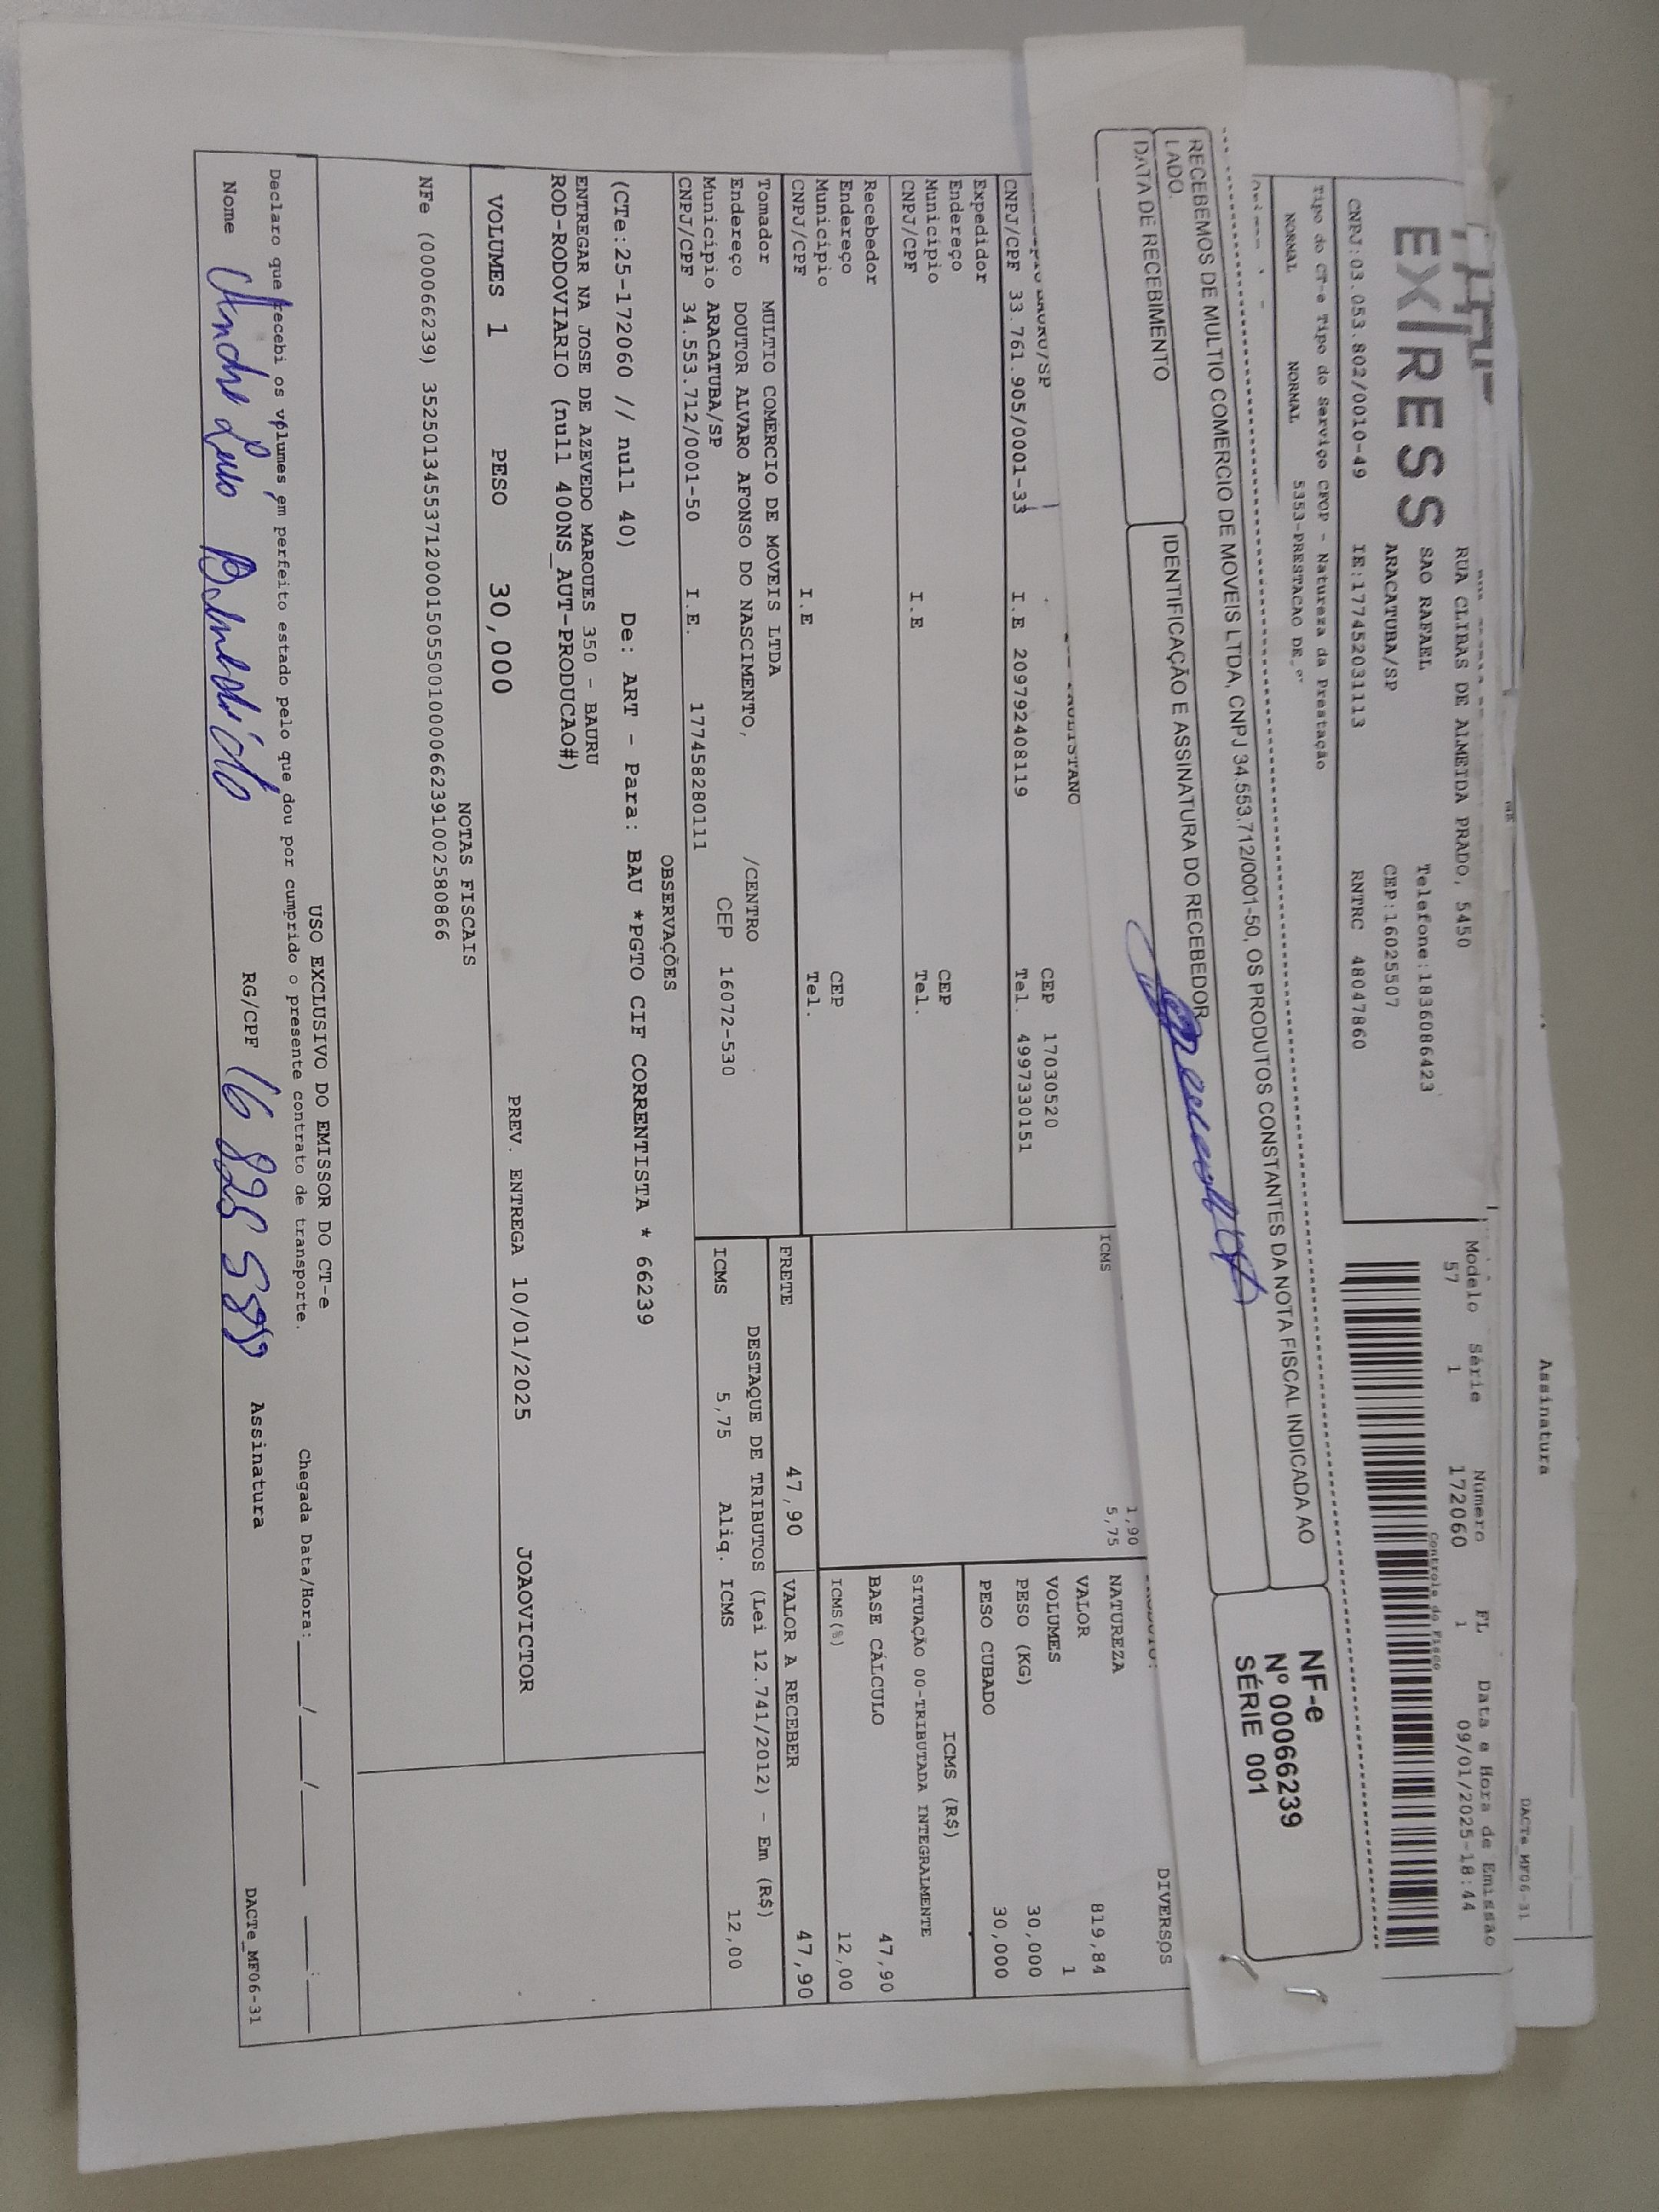 Assinatura
DACTe_MF06-31
EXPRESS
RUA CLIBAS DE ALMEIDA PRADO, 5450
SAO RAFAEL Telefone:1836086423
ARACATURA/SP CEP:16025507
CNPJ:03.053.802/0010-49 IE:177452031113 RNTRC 48047860
Modelo Série Número FL Data e Hora de Emissão
57 1 172060 1 09/01/2025-18:44
Controle do Fisco
Tipo do CT-e Tipo do Serviço CFOP - Natureza da Prestação
NORMAL NORMAL 5353-PRESTACAO DE
RECEBEMOS DE MULTIO COMERCIO DE MOVEIS LTDA, CNPJ 34.553.712/0001-50, OS PRODUTOS CONSTANTES DA NOTA FISCAL INDICADA AO
LADO.
DATA DE RECEBIMENTO
IDENTIFICAÇÃO E ASSINATURA DO RECEBEDOR
NF-e
Nº 000066239
SÉRIE 001
CEP 17030520
CNPJ/CPF 33.761.905/0001-33 I.E 209792408119 Tel. 49973330151
Expedidor
Endereço
Município CEP
CNPJ/CPF I.E Tel.
Recebedor
Endereço
Município CEP
CNPJ/CPF I.E Tel.
Tomador MULTIO COMERCIO DE MOVEIS LTDA
Endereço DOUTOR ALVARO AFONSO DO NASCIMENTO, /CENTRO
Município ARACATUBA/SP CEP 16072-530
CNPJ/CPF 34.553.712/0001-50 I.E. 177458280111
1,90
ICMS 5,75
DIVERSOS
NATUREZA
VALOR 819,84
VOLUMES 1
PESO (KG) 30,000
PESO CUBADO 30,000
ICMS (R$)
SITUAÇÃO 00-TRIBUTADA INTEGRALMENTE
BASE CÁLCULO 47,90
ICMS(%) 12,00
FRETE 47,90 VALOR A RECEBER 47,90
DESTAQUE DE TRIBUTOS (Lei 12.741/2012) - Em (R$)
ICMS 5,75 Aliq. ICMS 12,00
OBSERVAÇÕES
(CTe:25-172060 // null 40) De: ART - Para: BAU *PGTO CIF CORRENTISTA * 66239
ENTREGAR NA JOSE DE AZEVEDO MARQUES 350 - BAURU
ROD-RODOVIARIO (null 400NS_AUT-PRODUCAO#)
VOLUMES 1 PESO 30,000 PREV. ENTREGA 10/01/2025 JOAOVICTOR
NOTAS FISCAIS
NFe (000066239) 35250134553712000150550010000662391002580866
USO EXCLUSIVO DO EMISSOR DO CT-e
Declaro que recebi os volumes em perfeito estado pelo que dou por cumprido o presente contrato de transporte. Chegada Data/Hora: ____/____/____ ____:____
Nome RG/CPF Assinatura DACTe_MF06-31